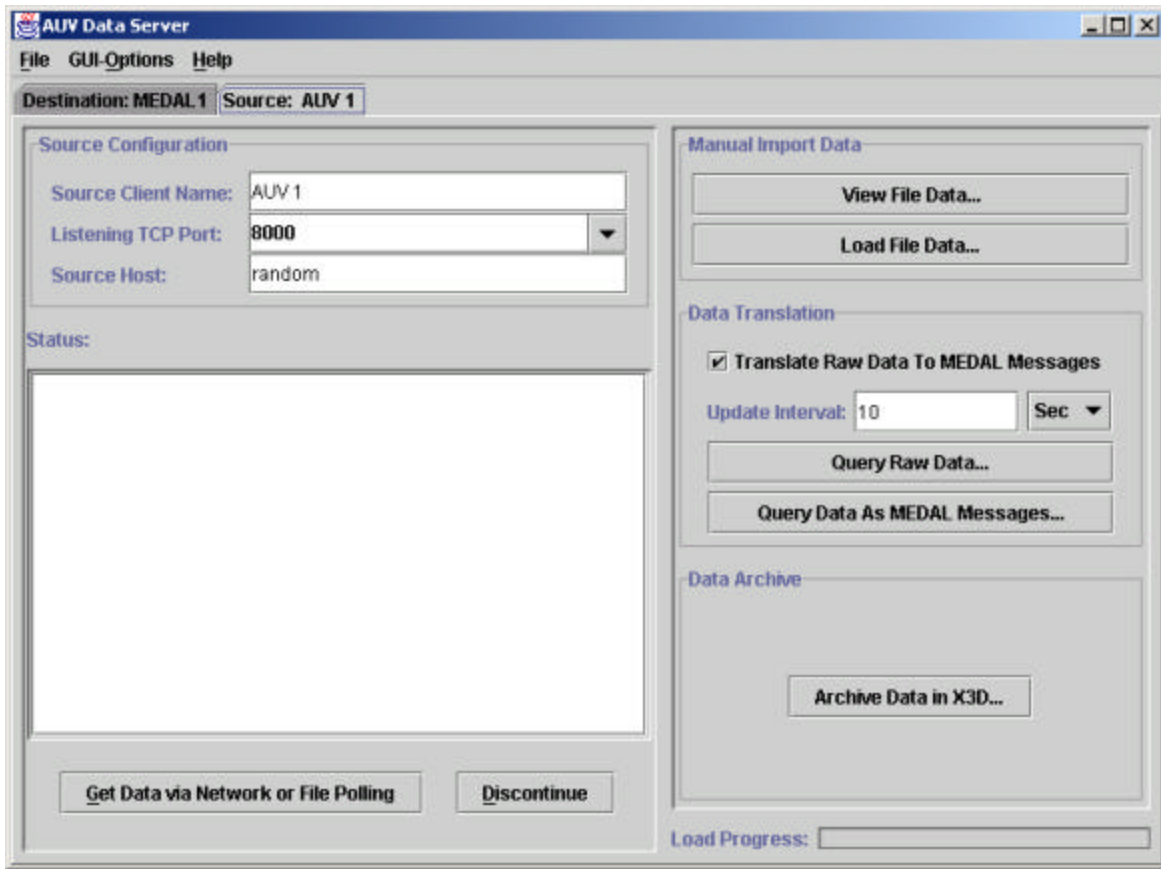 AUV Data Server
File GUI-Options Help
Destination: MEDAL1 Source: AUV 1
Source Configuration
Source Client Name: AUV 1
Listening TCP Port: 8000
Source Host: random
Status:
Get Data via Network or File Polling Discontinue
Manual Import Data
View File Data...
Load File Data...
Data Translation
Translate Raw Data To MEDAL Messages
Update Interval: 10 Sec
Query Raw Data...
Query Data As MEDAL Messages...
Data Archive
Archive Data in X3D...
Load Progress: